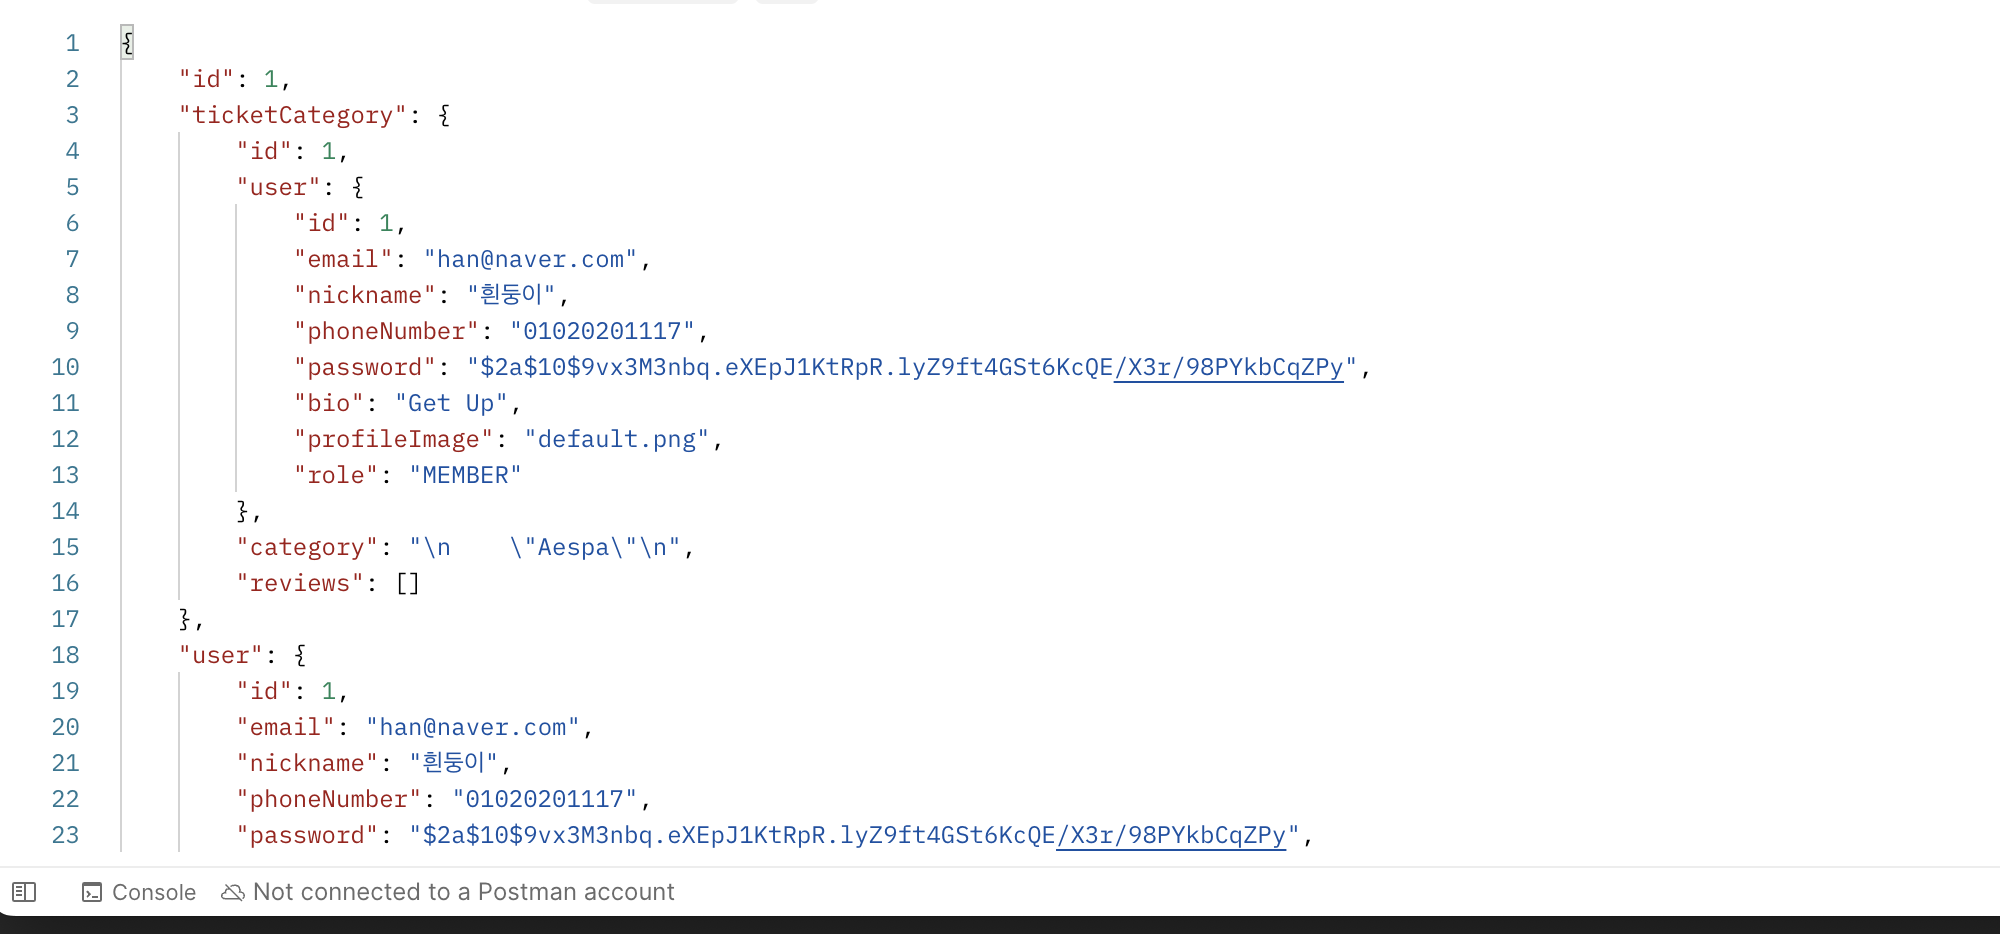 1 {
2 "id": 1,
3 "ticketCategory": {
4 "id": 1,
5 "user": {
6 "id": 1,
7 "email": "han@naver.com",
8 "nickname": "흰둥이",
9 "phoneNumber": "01020201117",
10 "password": "$2a$10$9vx3M3nbq.eXEpJ1KtRpR.lyZ9ft4GSt6KcQE/X3r/98PYkbCqZPy",
11 "bio": "Get Up",
12 "profileImage": "default.png",
13 "role": "MEMBER"
14 },
15 "category": "\n    \"Aespa\"\n",
16 "reviews": []
17 },
18 "user": {
19 "id": 1,
20 "email": "han@naver.com",
21 "nickname": "흰둥이",
22 "phoneNumber": "01020201117",
23 "password": "$2a$10$9vx3M3nbq.eXEpJ1KtRpR.lyZ9ft4GSt6KcQE/X3r/98PYkbCqZPy",
Console Not connected to a Postman account